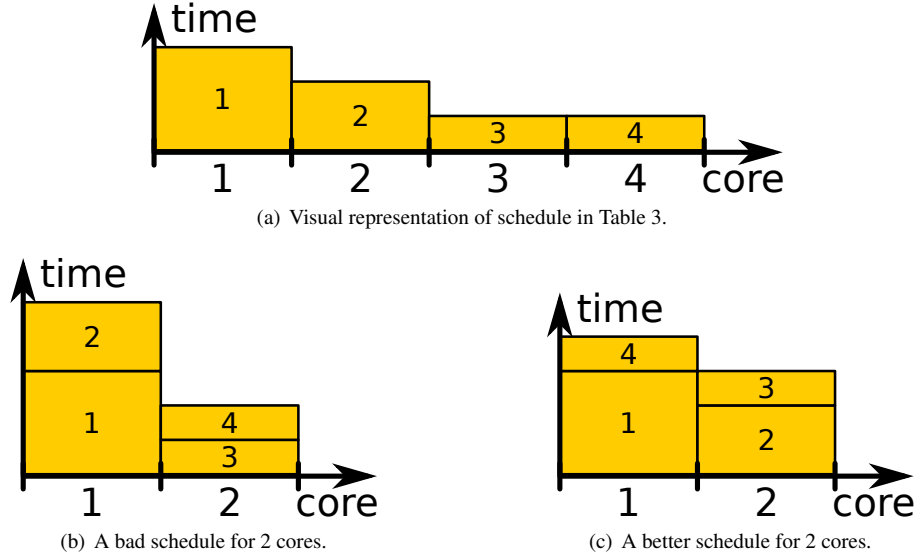 time
1
2
3
4
1 2 3 4 core
(a) Visual representation of schedule in Table 3.
time
2
1
4
3
1 2 core
(b) A bad schedule for 2 cores.
time
4
1
3
2
1 2 core
(c) A better schedule for 2 cores.